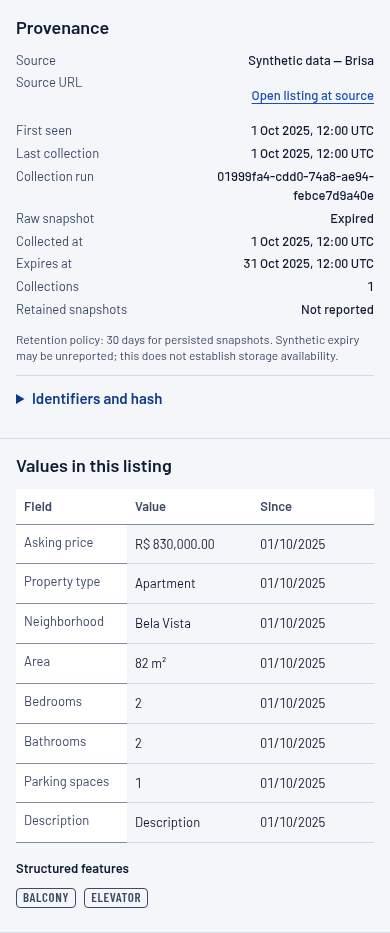 Provenance
Source Synthetic data — Brisa
Source URL
Open listing at source
First seen 1 Oct 2025, 12:00 UTC
Last collection 1 Oct 2025, 12:00 UTC
Collection run 01999fa4-cdd0-74a8-ae94-
febce7d9a40e
Raw snapshot Expired
Collected at 1 Oct 2025, 12:00 UTC
Expires at 31 Oct 2025, 12:00 UTC
Collections 1
Retained snapshots Not reported
Retention policy: 30 days for persisted snapshots. Synthetic expiry
may be unreported; this does not establish storage availability.
Identifiers and hash
Values in this listing
Field Value Since
Asking price R$ 830,000.00 01/10/2025
Property type Apartment 01/10/2025
Neighborhood Bela Vista 01/10/2025
Area 82 m² 01/10/2025
Bedrooms 2 01/10/2025
Bathrooms 2 01/10/2025
Parking spaces 1 01/10/2025
Description Description 01/10/2025
Structured features
BALCONY ELEVATOR